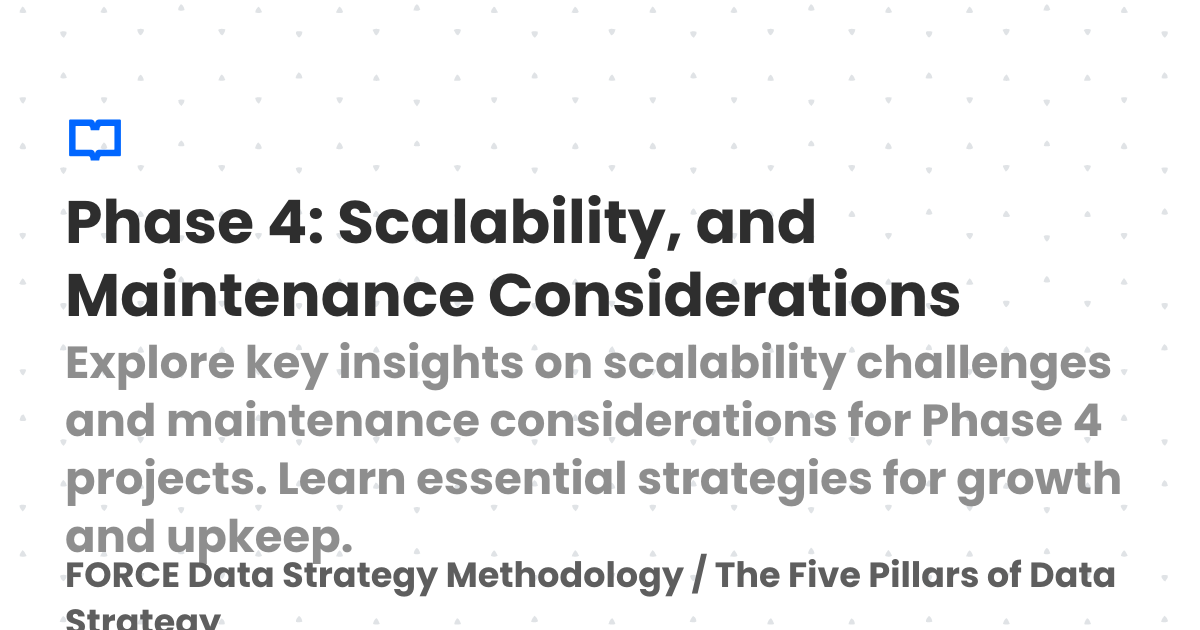 Phase 4: Scalability, and
Maintenance Considerations
Explore key insights on scalability challenges
and maintenance considerations for Phase 4
projects. Learn essential strategies for growth
and upkeep.
FORCE Data Strategy Methodology / The Five Pillars of Data
Strategy